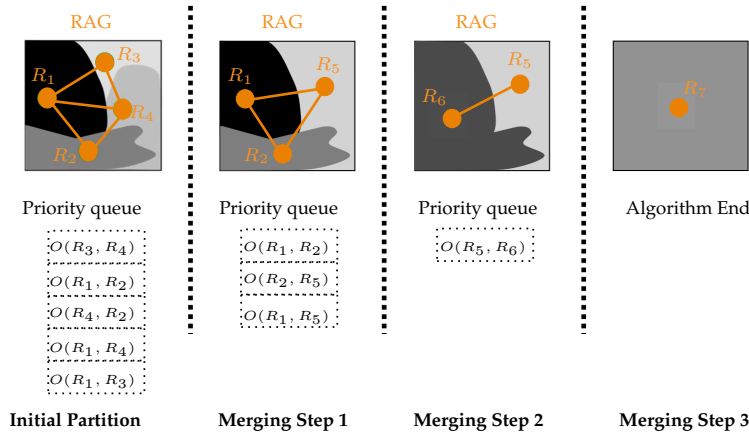 RAG
RAG
RAG
R1
R3
R4
R2
R1
R5
R2
R6
R5
R7
Priority queue
Priority queue
Priority queue
Algorithm End
O(R3, R4)
O(R1, R2)
O(R4, R2)
O(R1, R4)
O(R1, R3)
O(R1, R2)
O(R2, R5)
O(R1, R5)
O(R5, R6)
Initial Partition
Merging Step 1
Merging Step 2
Merging Step 3